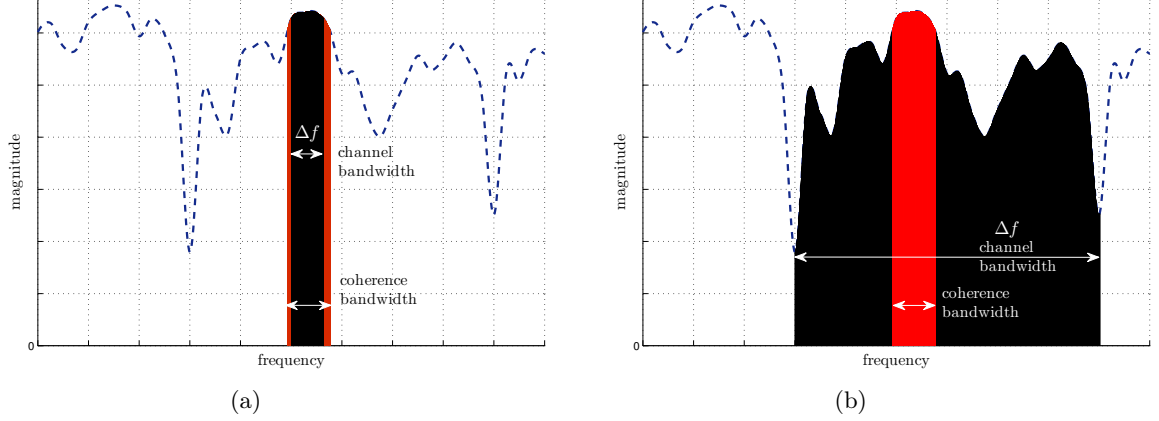 magnitude
Δf
channel
bandwidth
coherence
bandwidth
0
frequency
(a)
magnitude
Δf
channel
bandwidth
coherence
bandwidth
0
frequency
(b)